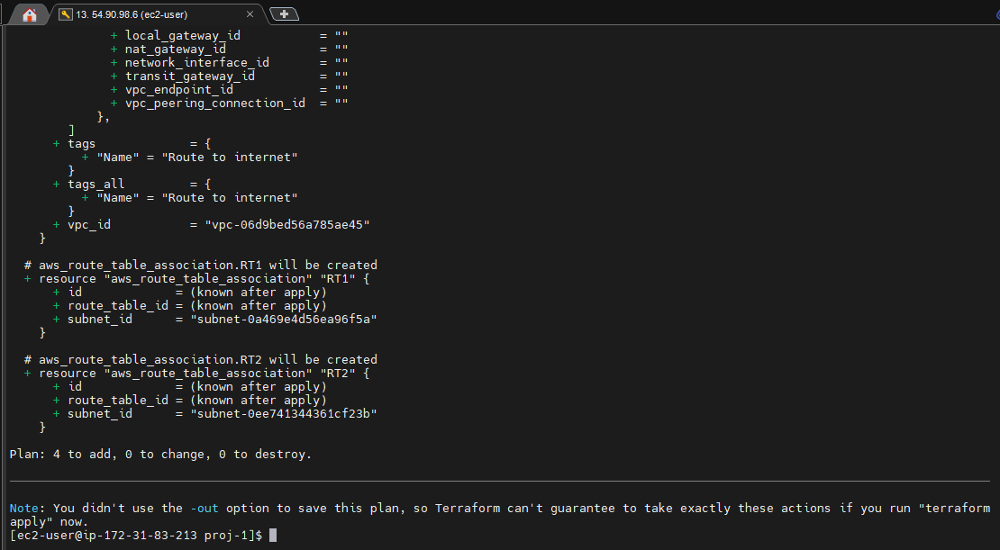 13. 54.90.98.6 (ec2-user)
+ local_gateway_id = ""
+ nat_gateway_id = ""
+ network_interface_id = ""
+ transit_gateway_id = ""
+ vpc_endpoint_id = ""
+ vpc_peering_connection_id = ""
},
]
+ tags = {
+ "Name" = "Route to internet"
}
+ tags_all = {
+ "Name" = "Route to internet"
}
+ vpc_id = "vpc-06d9bed56a785ae45"
}
# aws_route_table_association.RT1 will be created
+ resource "aws_route_table_association" "RT1" {
+ id = (known after apply)
+ route_table_id = (known after apply)
+ subnet_id = "subnet-0a469e4d56ea96f5a"
}
# aws_route_table_association.RT2 will be created
+ resource "aws_route_table_association" "RT2" {
+ id = (known after apply)
+ route_table_id = (known after apply)
+ subnet_id = "subnet-0ee741344361cf23b"
}
Plan: 4 to add, 0 to change, 0 to destroy.
Note: You didn't use the -out option to save this plan, so Terraform can't guarantee to take exactly these actions if you run "terraform
apply" now.
[ec2-user@ip-172-31-83-213 proj-1]$